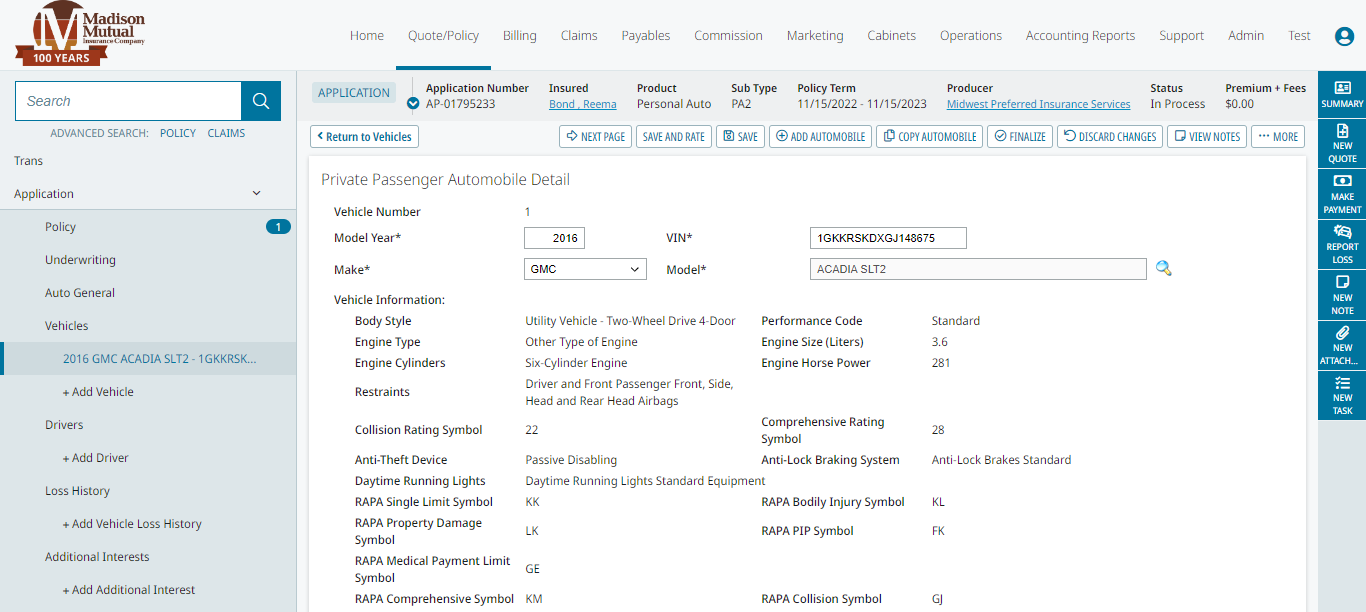 Madison
Mutual
Insurance Company
100 YEARS
Home Quote/Policy Billing Claims Payables Commission Marketing Cabinets Operations Accounting Reports Support Admin Test
Search
ADVANCED SEARCH: POLICY CLAIMS
Trans
Application
Policy 1
Underwriting
Auto General
Vehicles
2016 GMC ACADIA SLT2 - 1GKKRSK...
+ Add Vehicle
Drivers
+ Add Driver
Loss History
+ Add Vehicle Loss History
Additional Interests
+ Add Additional Interest
APPLICATION
Application Number Insured Product Sub Type Policy Term Producer Status Premium + Fees
AP-01795233 Bond , Reema Personal Auto PA2 11/15/2022 - 11/15/2023 Midwest Preferred Insurance Services In Process $0.00
Return to Vehicles NEXT PAGE SAVE AND RATE SAVE ADD AUTOMOBILE COPY AUTOMOBILE FINALIZE DISCARD CHANGES VIEW NOTES ... MORE
Private Passenger Automobile Detail
Vehicle Number 1
Model Year* 2016 VIN* 1GKKRSKDXGJ148675
Make* GMC Model* ACADIA SLT2
Vehicle Information:
Body Style Utility Vehicle - Two-Wheel Drive 4-Door Performance Code Standard
Engine Type Other Type of Engine Engine Size (Liters) 3.6
Engine Cylinders Six-Cylinder Engine Engine Horse Power 281
Restraints Driver and Front Passenger Front, Side,
Head and Rear Head Airbags
Collision Rating Symbol 22 Comprehensive Rating
Symbol 28
Anti-Theft Device Passive Disabling Anti-Lock Braking System Anti-Lock Brakes Standard
Daytime Running Lights Daytime Running Lights Standard Equipment
RAPA Single Limit Symbol KK RAPA Bodily Injury Symbol KL
RAPA Property Damage
Symbol LK RAPA PIP Symbol FK
RAPA Medical Payment Limit
Symbol GE
RAPA Comprehensive Symbol KM RAPA Collision Symbol GJ
SUMMARY
NEW
QUOTE
MAKE
PAYMENT
REPORT
LOSS
NEW
NOTE
NEW
ATTACH...
NEW
TASK